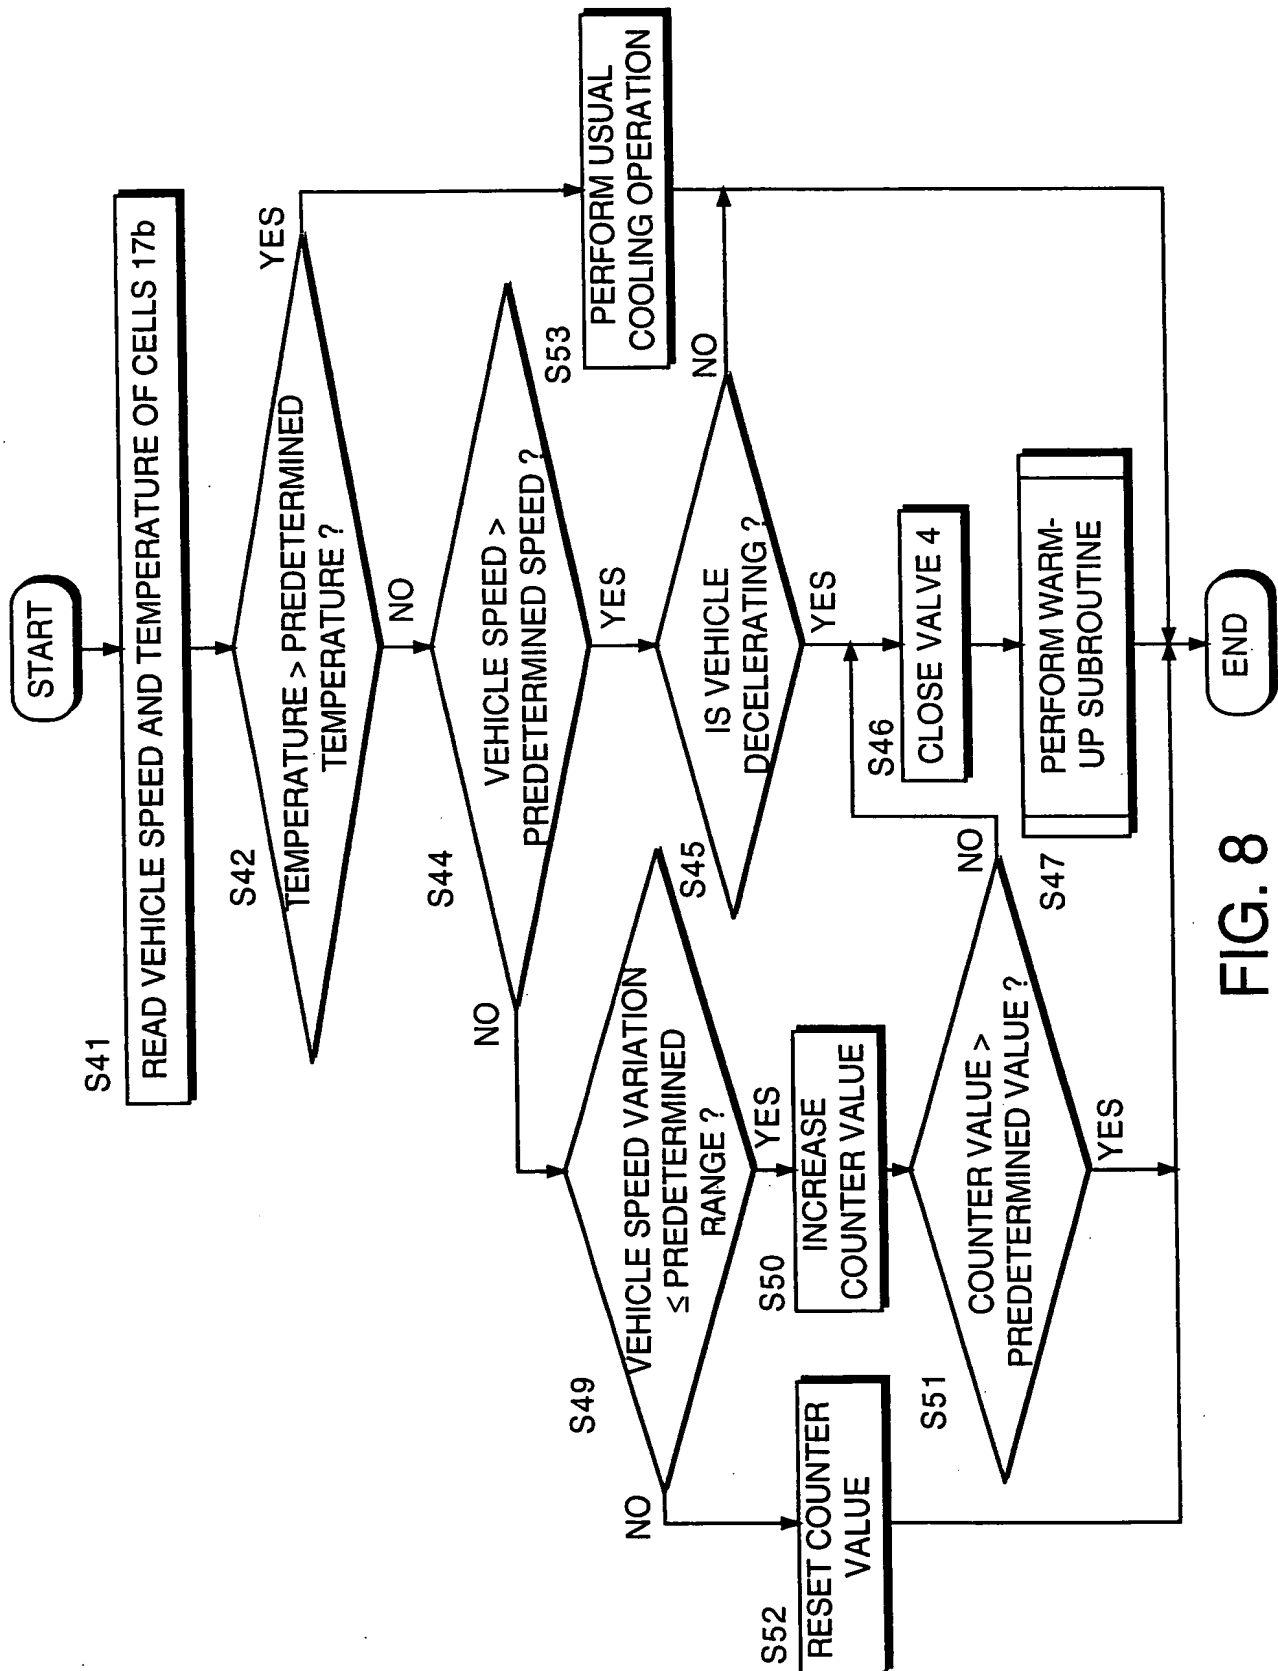 START
S41
READ VEHICLE SPEED AND TEMPERATURE OF CELLS 17b
S42
TEMPERATURE > PREDETERMINED
TEMPERATURE ?
YES
NO
S44
VEHICLE SPEED >
PREDETERMINED SPEED ?
NO
YES
S53
PERFORM USUAL
COOLING OPERATION
S49
VEHICLE SPEED VARIATION
≤ PREDETERMINED
RANGE ?
NO
YES
S45
IS VEHICLE
DECELERATING ?
NO
YES
S52
RESET COUNTER
VALUE
S50
INCREASE
COUNTER VALUE
S46
CLOSE VALVE 4
S51
COUNTER VALUE >
PREDETERMINED VALUE ?
NO
YES
S47
PERFORM WARM-
UP SUBROUTINE
END
FIG. 8